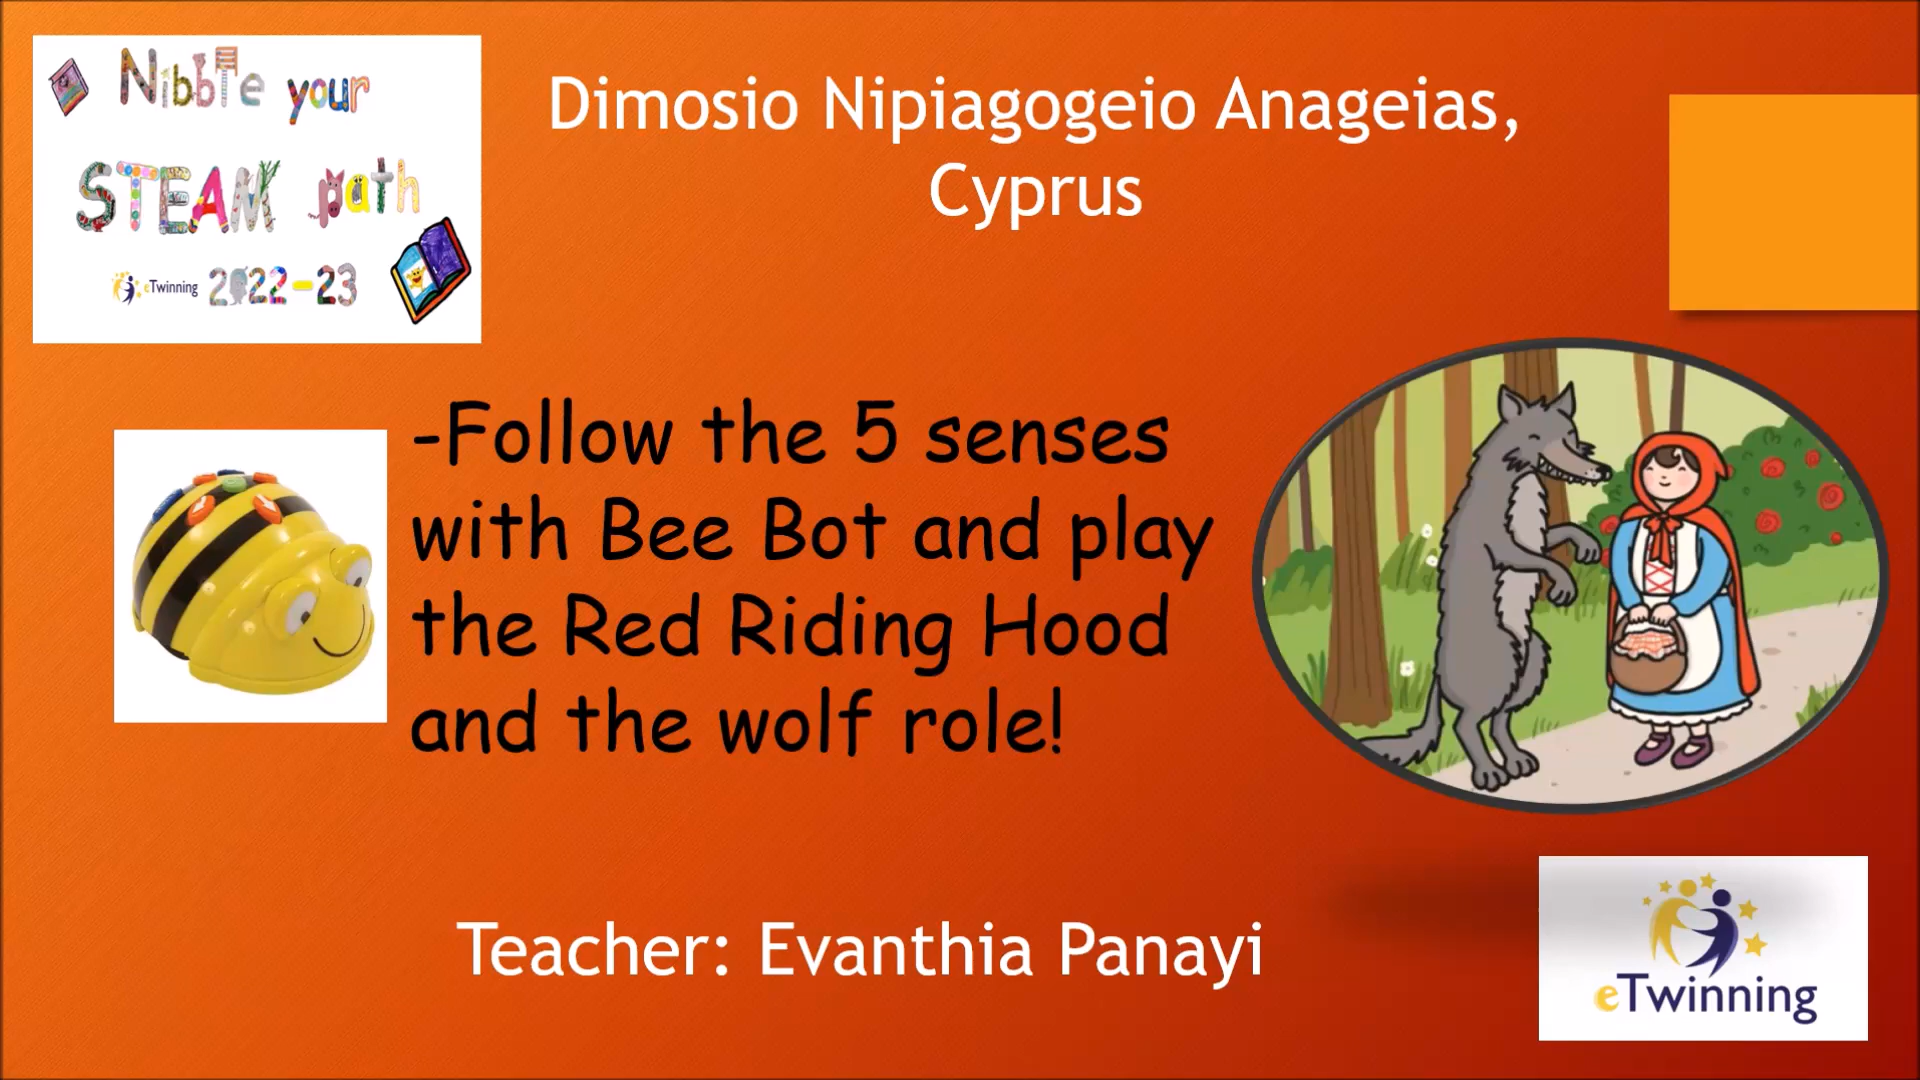 Nibble your
STEAM path
eTwinning 2022-23
Dimosio Nipiagogeio Anageias,
Cyprus
-Follow the 5 senses
with Bee Bot and play
the Red Riding Hood
and the wolf role!
Teacher: Evanthia Panayi
eTwinning